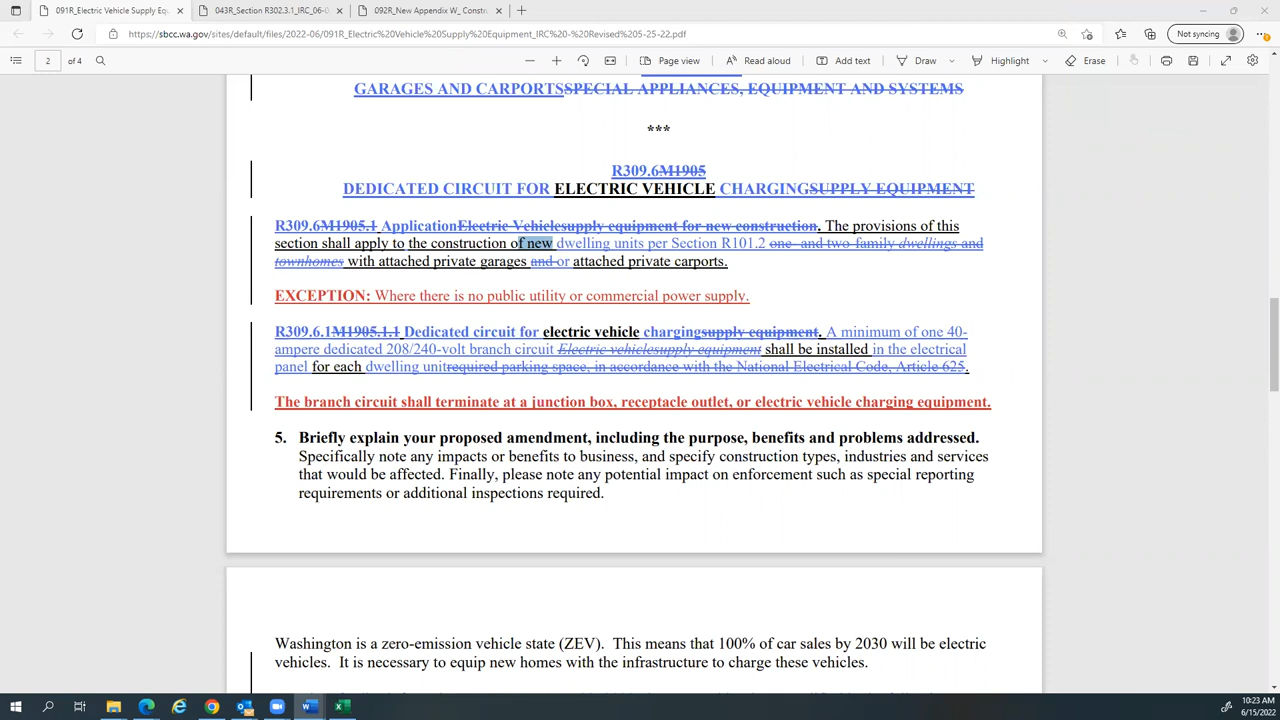 091R_Electric Vehicle Supply Equ
043R_Section R302.3.1_IRC_06-0
092R_New Appendix W_ Constru
https://sbcc.wa.gov/sites/default/files/2022-06/091R_Electric%20Vehicle%20Supply%20Equipment_IRC%20-%20Revised%205-25-22.pdf
Not syncing
2 of 4
Page view
Read aloud
Add text
Draw
Highlight
Erase
GARAGES AND CARPORTSSPECIAL APPLIANCES, EQUIPMENT AND SYSTEMS
***
R309.6M1905
DEDICATED CIRCUIT FOR ELECTRIC VEHICLE CHARGINGSUPPLY EQUIPMENT
R309.6M1905.1 ApplicationElectric Vehiclesupply equipment for new construction. The provisions of this
section shall apply to the construction of new dwelling units per Section R101.2 one- and two-family dwellings and
townhomes with attached private garages and or attached private carports.
EXCEPTION: Where there is no public utility or commercial power supply.
R309.6.1M1905.1.1 Dedicated circuit for electric vehicle chargingsupply equipment. A minimum of one 40-
ampere dedicated 208/240-volt branch circuit Electric vehiclesupply equipment shall be installed in the electrical
panel for each dwelling unitrequired parking space, in accordance with the National Electrical Code, Article 625.
The branch circuit shall terminate at a junction box, receptacle outlet, or electric vehicle charging equipment.
5. Briefly explain your proposed amendment, including the purpose, benefits and problems addressed.
Specifically note any impacts or benefits to business, and specify construction types, industries and services
that would be affected. Finally, please note any potential impact on enforcement such as special reporting
requirements or additional inspections required.
Washington is a zero-emission vehicle state (ZEV). This means that 100% of car sales by 2030 will be electric
vehicles. It is necessary to equip new homes with the infrastructure to charge these vehicles.
10:23 AM
6/15/2022